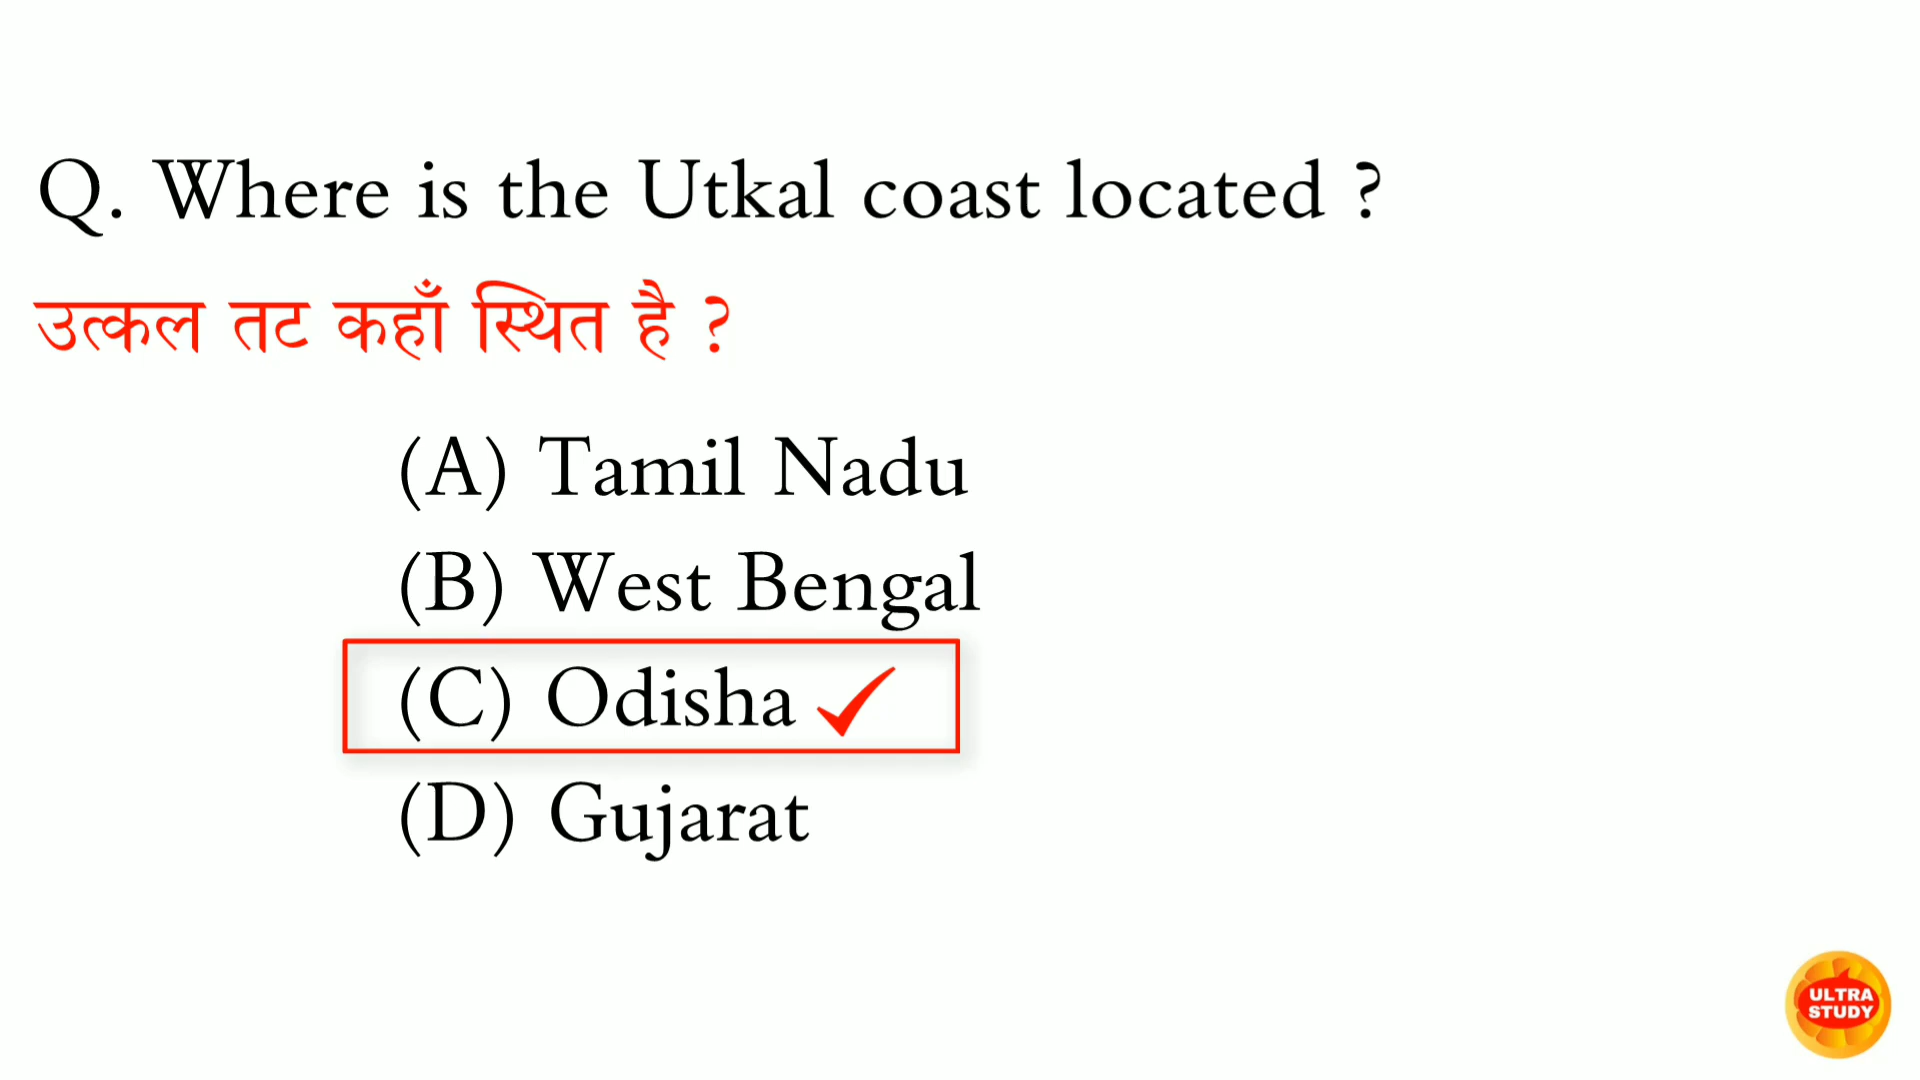 Q. Where is the Utkal coast located ?
उत्कल तट कहाँ स्थित है ?
(A) Tamil Nadu
(B) West Bengal
(C) Odisha
(D) Gujarat
ULTRA
STUDY